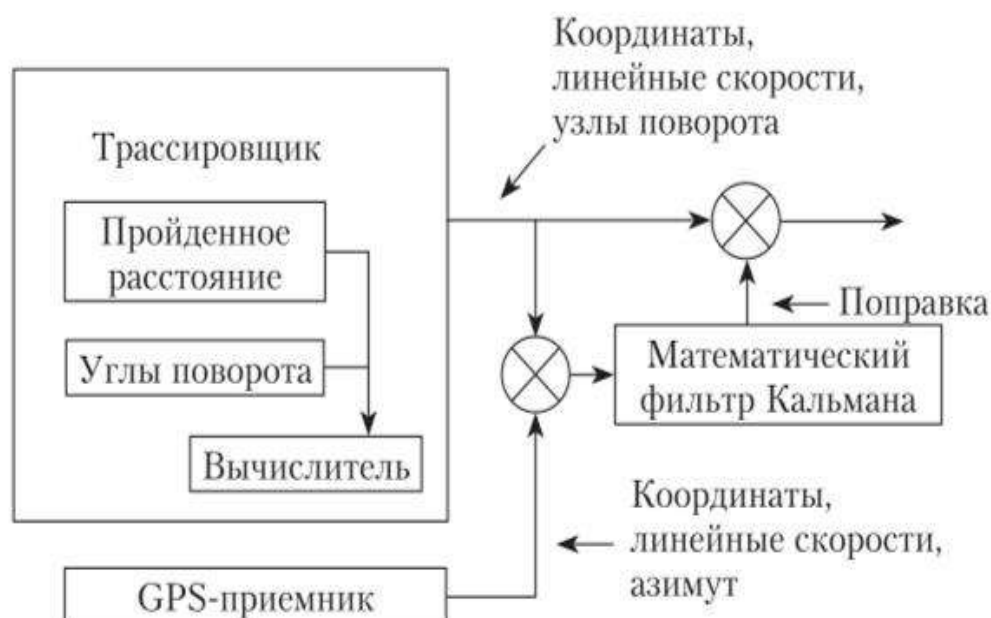 Координаты,
линейные скорости,
узлы поворота
Трассировщик
Пройденное
расстояние
Углы поворота
Вычислитель
Поправка
Математический
фильтр Кальмана
Координаты,
линейные скорости,
азимут
GPS-приемник